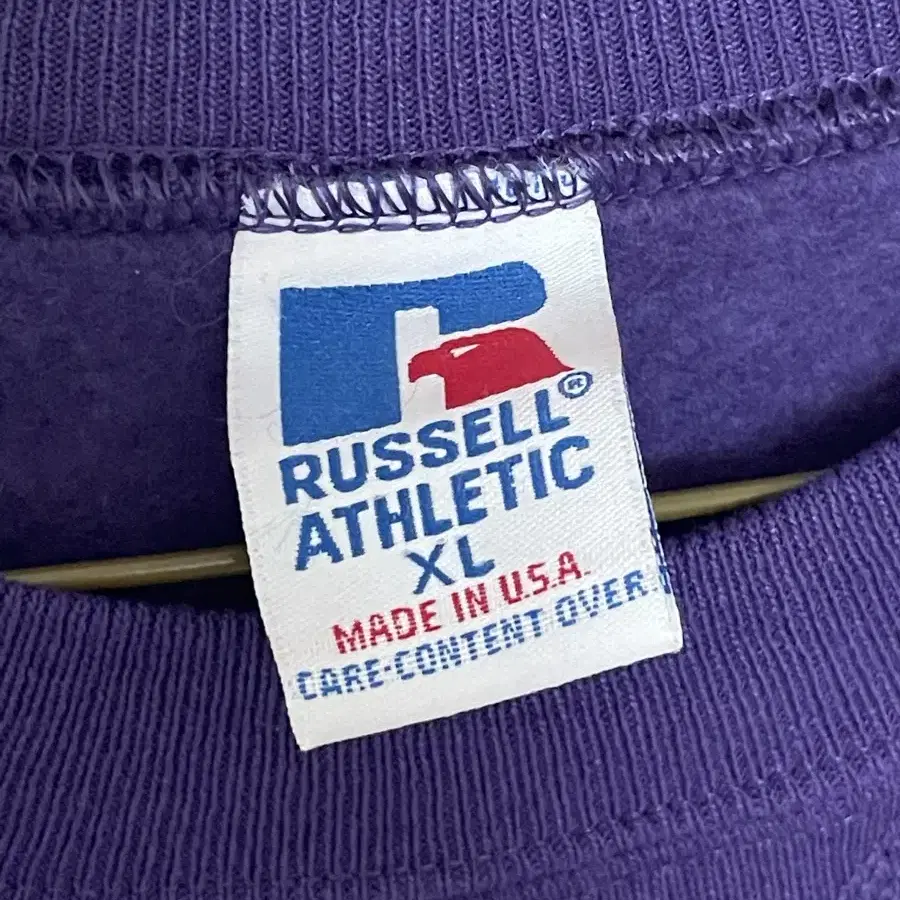 RUSSELL®
ATHLETIC
XL
MADE IN U.S.A.
CARE·CONTENT OVER